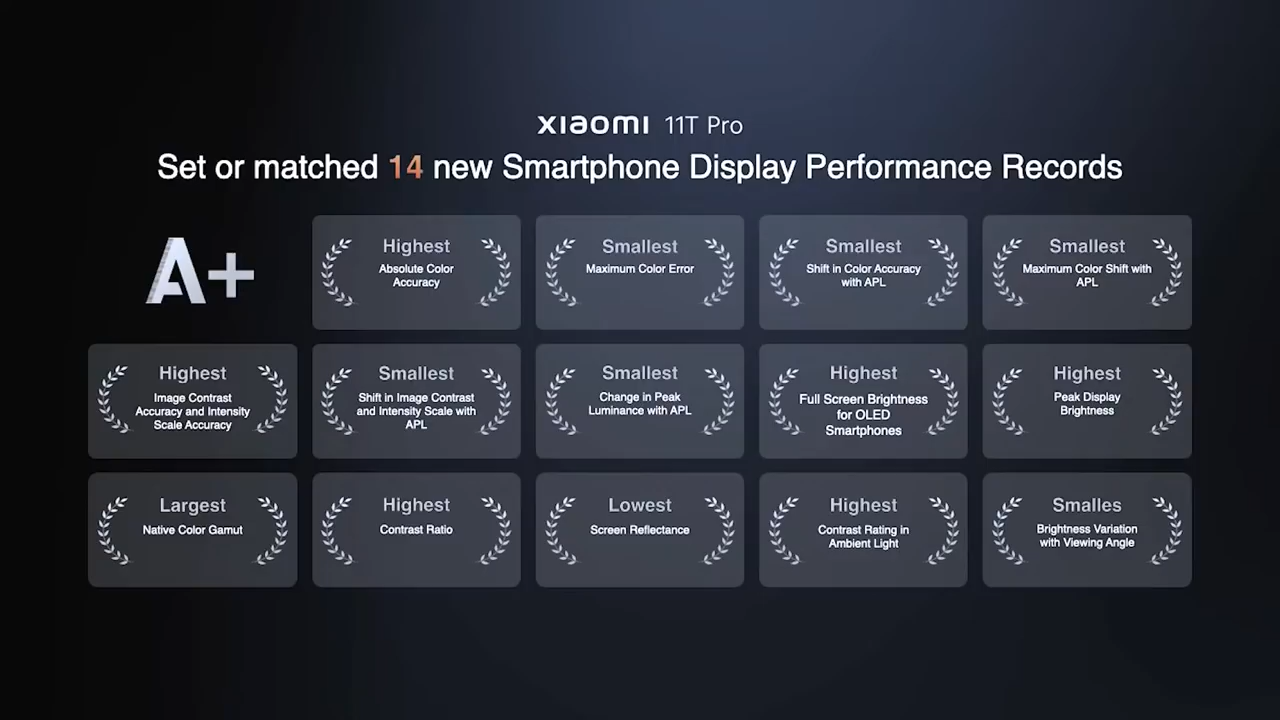 xiaomi 11T Pro
Set or matched 14 new Smartphone Display Performance Records
A+
Highest
Absolute Color
Accuracy
Smallest
Maximum Color Error
Smallest
Shift in Color Accuracy
with APL
Smallest
Maximum Color Shift with
APL
Highest
Image Contrast
Accuracy and Intensity
Scale Accuracy
Smallest
Shift in Image Contrast
and Intensity Scale with
APL
Smallest
Change in Peak
Luminance with APL
Highest
Full Screen Brightness
for OLED
Smartphones
Highest
Peak Display
Brightness
Largest
Native Color Gamut
Highest
Contrast Ratio
Lowest
Screen Reflectance
Highest
Contrast Rating in
Ambient Light
Smalles
Brightness Variation
with Viewing Angle